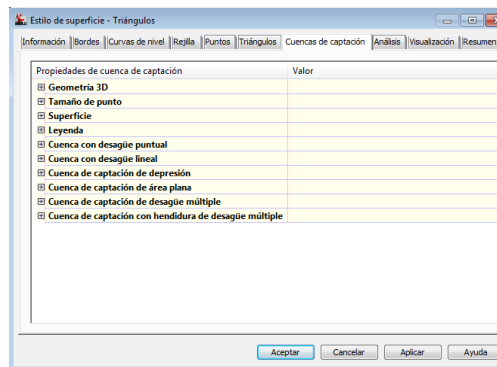 Estilo de superficie - Triángulos
Información Bordes Curvas de nivel Rejilla Puntos Triángulos Cuencas de captación Análisis Visualización Resumen
Propiedades de cuenca de captación Valor
Geometría 3D
Tamaño de punto
Superficie
Leyenda
Cuenca con desagüe puntual
Cuenca con desagüe lineal
Cuenca de captación de depresión
Cuenca de captación de área plana
Cuenca de captación de desagüe múltiple
Cuenca de captación con hendidura de desagüe múltiple
Aceptar Cancelar Aplicar Ayuda